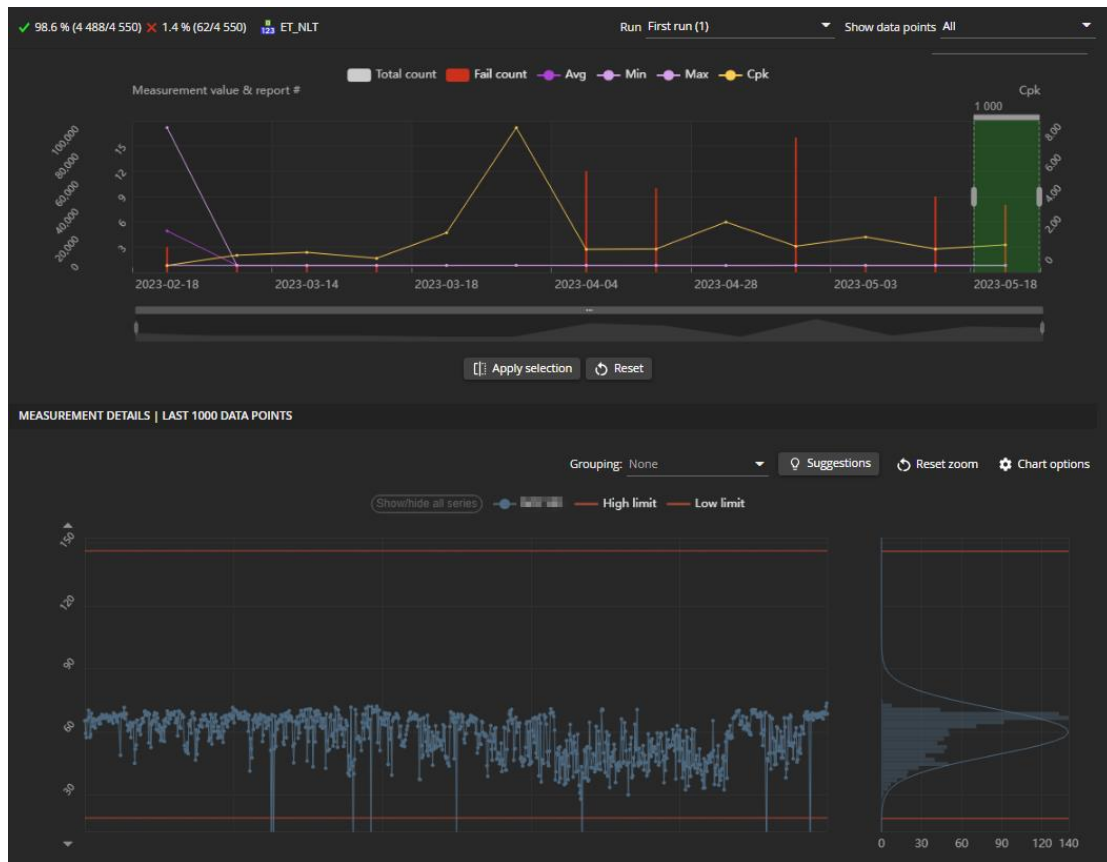 98.6 % (4 488/4 550) 1.4 % (62/4 550) 123 ET_NLT Run First run (1) Show data points All
Total count Fail count Avg Min Max Cpk
Measurement value & report # Cpk
1 000
100,000 15 8.00
80,000 12 6.00
60,000 9 4.00
40,000 6 2.00
20,000 3 0
0
2023-02-18 2023-03-14 2023-03-18 2023-04-04 2023-04-28 2023-05-03 2023-05-18
Apply selection Reset
MEASUREMENT DETAILS | LAST 1000 DATA POINTS
Grouping: None Suggestions Reset zoom Chart options
Show/hide all series High limit Low limit
150
120
90
60
30
0 30 60 90 120 140